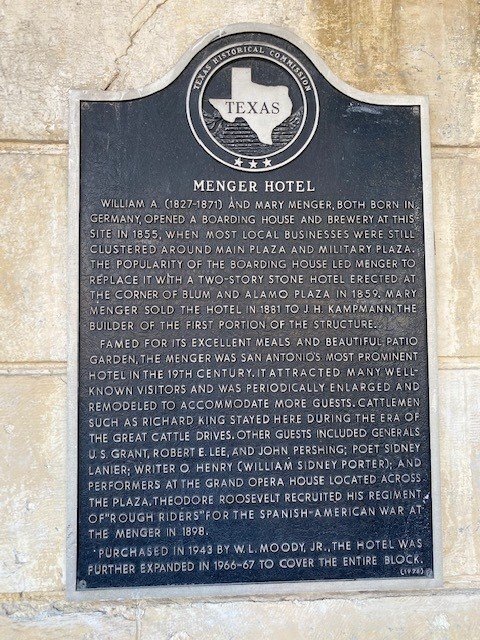 TEXAS HISTORICAL COMMISSION
TEXAS
MENGER HOTEL
WILLIAM A. (1827-1871) AND MARY MENGER, BOTH BORN IN
GERMANY, OPENED A BOARDING HOUSE AND BREWERY AT THIS
SITE IN 1855, WHEN MOST LOCAL BUSINESSES WERE STILL
CLUSTERED AROUND MAIN PLAZA AND MILITARY PLAZA.
THE POPULARITY OF THE BOARDING HOUSE LED MENGER TO
REPLACE IT WITH A TWO-STORY STONE HOTEL ERECTED AT
THE CORNER OF BLUM AND ALAMO PLAZA IN 1859. MARY
MENGER SOLD THE HOTEL IN 1881 TO J. H. KAMPMANN, THE
BUILDER OF THE FIRST PORTION OF THE STRUCTURE.
FAMED FOR ITS EXCELLENT MEALS AND BEAUTIFUL PATIO
GARDEN, THE MENGER WAS SAN ANTONIO'S MOST PROMINENT
HOTEL IN THE 19TH CENTURY. IT ATTRACTED MANY WELL-
KNOWN VISITORS AND WAS PERIODICALLY ENLARGED AND
REMODELED TO ACCOMMODATE MORE GUESTS. CATTLEMEN
SUCH AS RICHARD KING STAYED HERE DURING THE ERA OF
THE GREAT CATTLE DRIVES. OTHER GUESTS INCLUDED GENERALS
U. S. GRANT, ROBERT E. LEE, AND JOHN PERSHING; POET SIDNEY
LANIER; WRITER O. HENRY (WILLIAM SIDNEY PORTER); AND
PERFORMERS AT THE GRAND OPERA HOUSE LOCATED ACROSS
THE PLAZA. THEODORE ROOSEVELT RECRUITED HIS REGIMENT
OF "ROUGH RIDERS" FOR THE SPANISH-AMERICAN WAR AT
THE MENGER IN 1898.
PURCHASED IN 1943 BY W. L. MOODY, JR., THE HOTEL WAS
FURTHER EXPANDED IN 1966-67 TO COVER THE ENTIRE BLOCK.